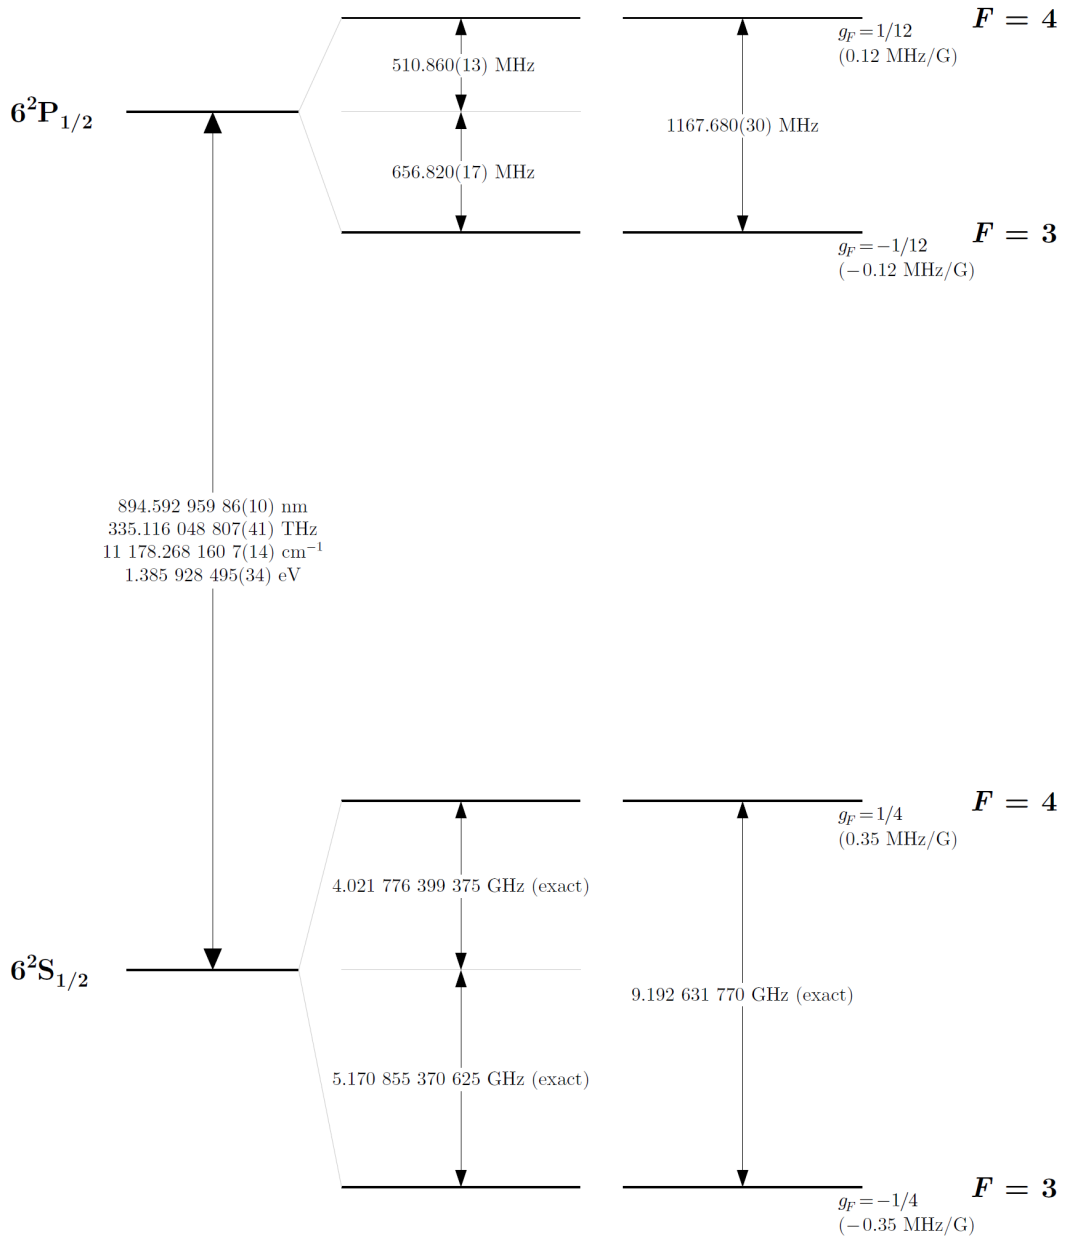 F = 4
g_F = 1/12
(0.12 MHz/G)
510.860(13) MHz
6²P₁/₂
1167.680(30) MHz
656.820(17) MHz
F = 3
g_F = −1/12
(−0.12 MHz/G)
894.592 959 86(10) nm
335.116 048 807(41) THz
11 178.268 160 7(14) cm⁻¹
1.385 928 495(34) eV
F = 4
g_F = 1/4
(0.35 MHz/G)
4.021 776 399 375 GHz (exact)
6²S₁/₂
9.192 631 770 GHz (exact)
5.170 855 370 625 GHz (exact)
F = 3
g_F = −1/4
(−0.35 MHz/G)